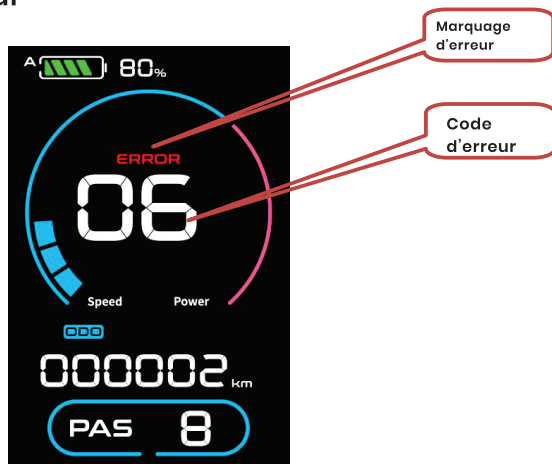 A 80%
Marquage
d'erreur
ERROR
06
Code
d'erreur
Speed Power
ODO
000002 km
PAS 8